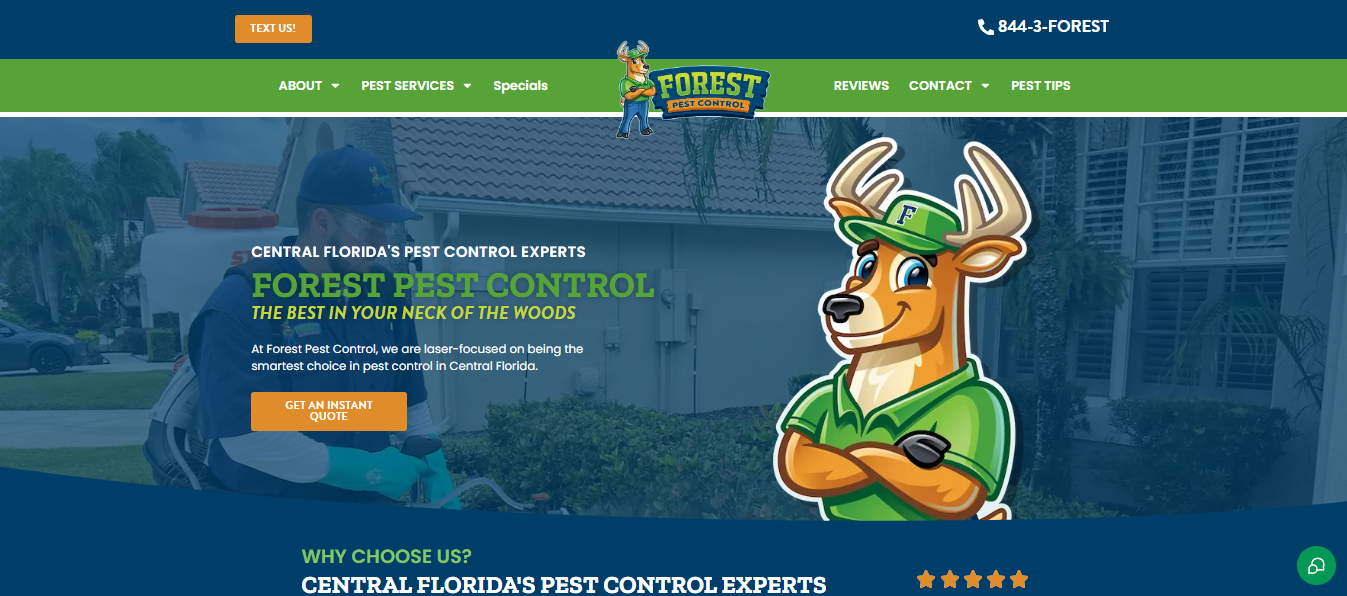 TEXT US!
844-3-FOREST
ABOUT
PEST SERVICES
Specials
FOREST
PEST CONTROL
REVIEWS
CONTACT
PEST TIPS
F
CENTRAL FLORIDA'S PEST CONTROL EXPERTS
FOREST PEST CONTROL
THE BEST IN YOUR NECK OF THE WOODS
At Forest Pest Control, we are laser-focused on being the
smartest choice in pest control in Central Florida.
GET AN INSTANT
QUOTE
WHY CHOOSE US?
CENTRAL FLORIDA'S PEST CONTROL EXPERTS